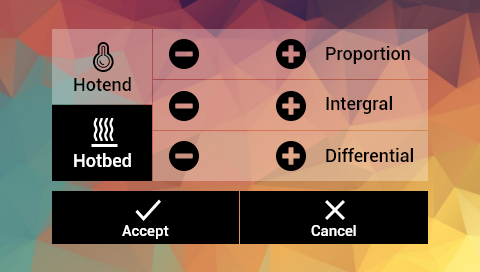 Hotend
Proportion
Intergral
Hotbed
Differential
Accept
Cancel